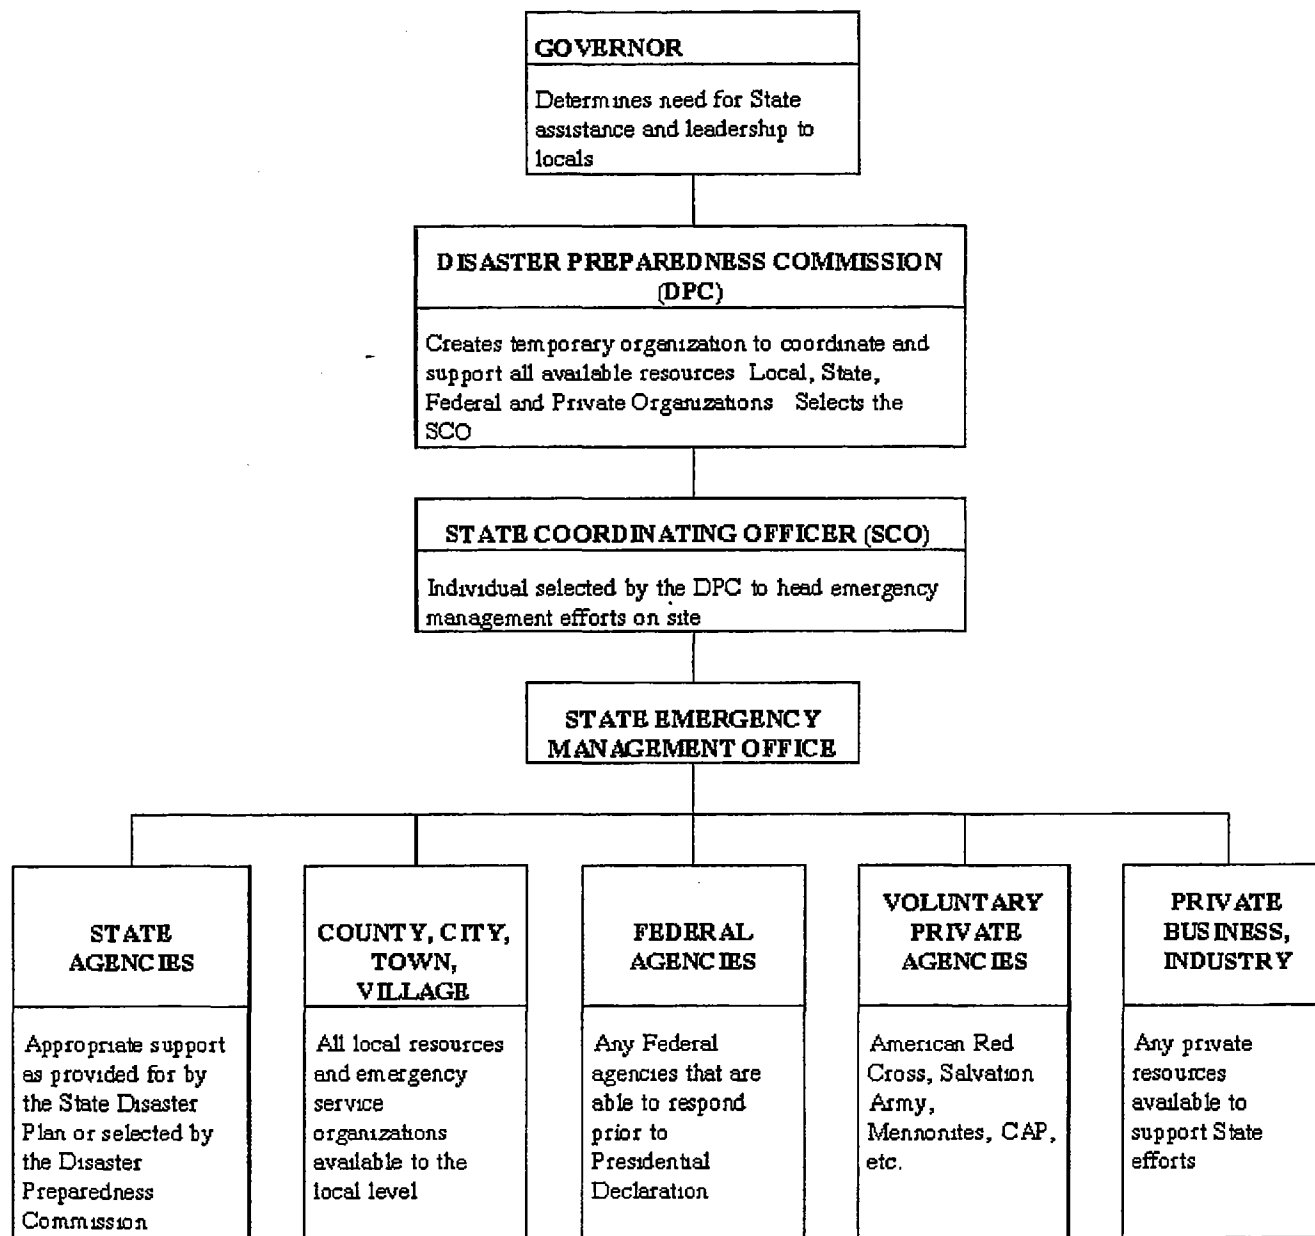 GOVERNOR
Determines need for State
assistance and leadership to
locals
DISASTER PREPAREDNESS COMMISSION
(DPC)
Creates temporary organization to coordinate and
support all available resources Local, State,
Federal and Private Organizations Selects the
SCO
STATE COORDINATING OFFICER (SCO)
Individual selected by the DPC to head emergency
management efforts on site
STATE EMERGENCY
MANAGEMENT OFFICE
STATE
AGENCIES
Appropriate support
as provided for by
the State Disaster
Plan or selected by
the Disaster
Preparedness
Commission
COUNTY, CITY,
TOWN,
VILLAGE
All local resources
and emergency
service
organizations
available to the
local level
FEDERAL
AGENCIES
Any Federal
agencies that are
able to respond
prior to
Presidential
Declaration
VOLUNTARY
PRIVATE
AGENCIES
American Red
Cross, Salvation
Army,
Mennonites, CAP,
etc.
PRIVATE
BUSINESS,
INDUSTRY
Any private
resources
available to
support State
efforts